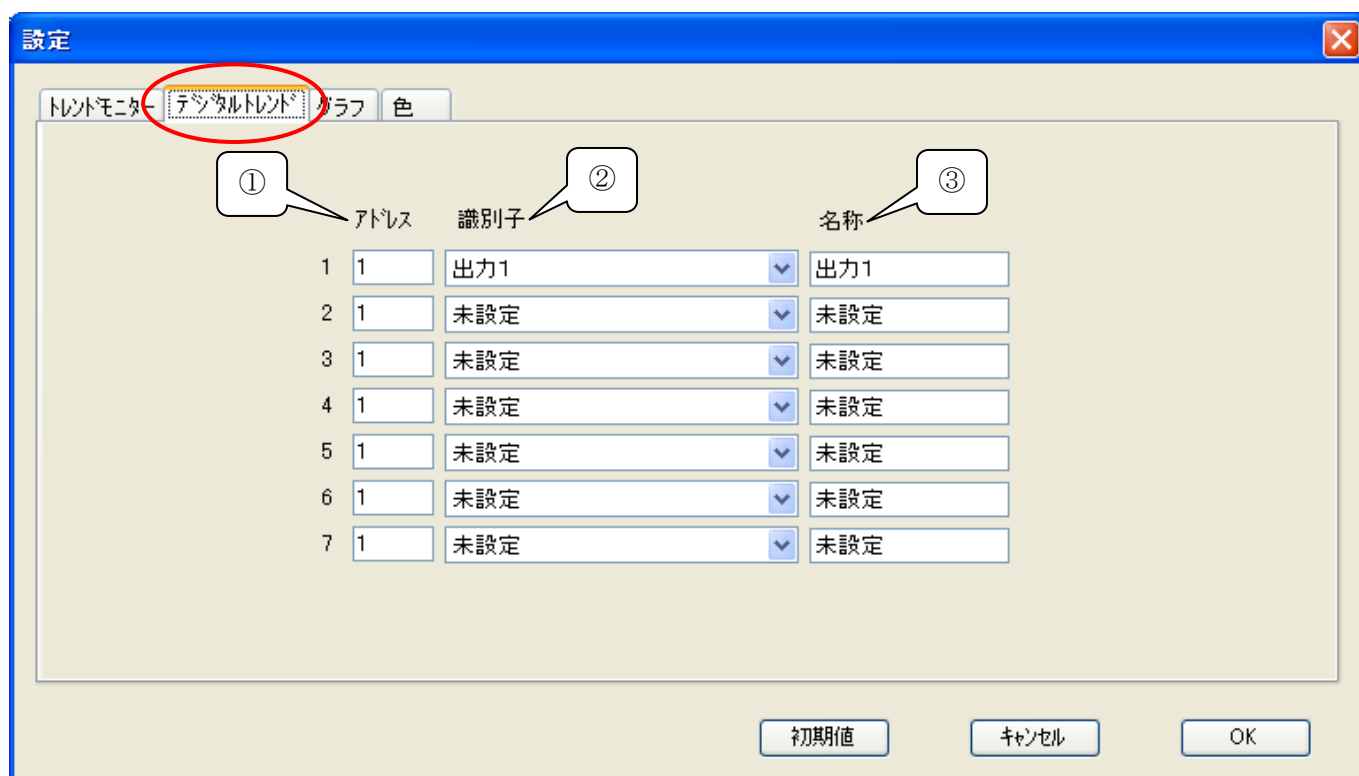 設定
ﾄﾚﾝﾄﾞﾓﾆﾀｰ ﾃﾞｼﾞﾀﾙﾄﾚﾝﾄﾞ グラフ 色
① ② ③
ｱﾄﾞﾚｽ 識別子 名称
1 1 出力1 出力1
2 1 未設定 未設定
3 1 未設定 未設定
4 1 未設定 未設定
5 1 未設定 未設定
6 1 未設定 未設定
7 1 未設定 未設定
初期値 ｷｬﾝｾﾙ OK